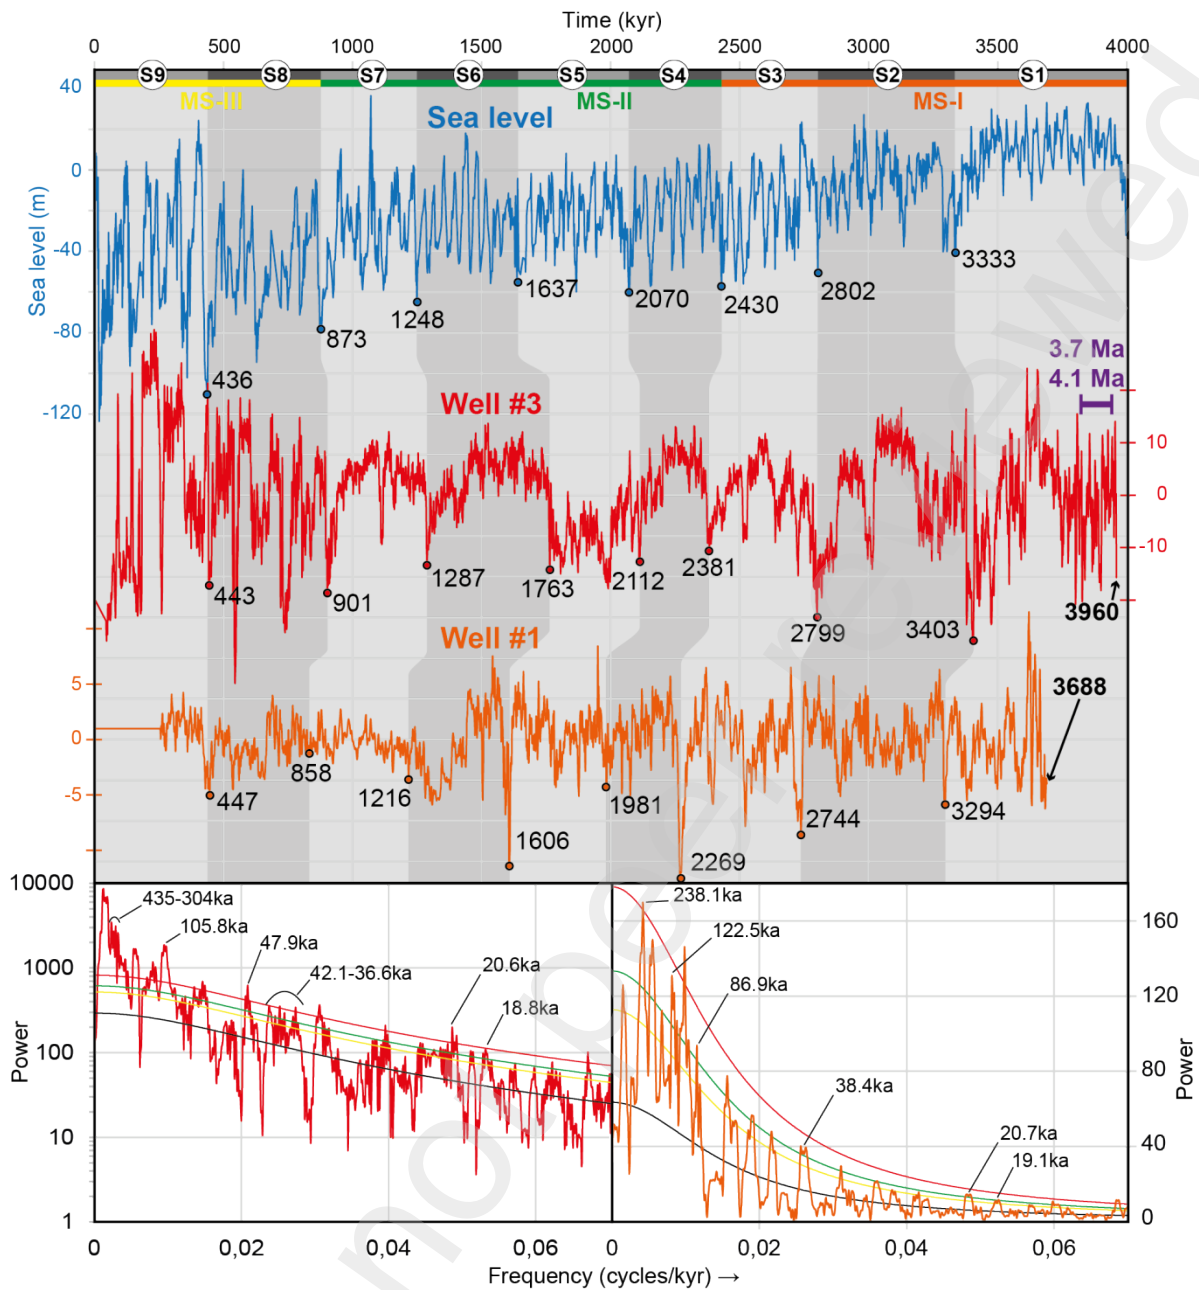 Time (kyr)
0 500 1000 1500 2000 2500 3000 3500 4000
S9 S8 S7 S6 S5 S4 S3 S2 S1
MS-III MS-II MS-I
40
0
-40
-80
-120
Sea level (m)
Sea level
436
873
1248
1637
2070
2430
2802
3333
3.7 Ma
4.1 Ma
Well #3
10
0
-10
443
901
1287
1763
2112
2381
2799
3403
3960
Well #1
5
0
-5
447
858
1216
1606
1981
2269
2744
3294
3688
10000
1000
100
10
1
Power
435-304ka
105.8ka
47.9ka
42.1-36.6ka
20.6ka
18.8ka
238.1ka
122.5ka
86.9ka
38.4ka
20.7ka
19.1ka
160
120
80
40
0
Power
0 0,02 0,04 0,06 0 0,02 0,04 0,06
Frequency (cycles/kyr) →
not peer reviewed